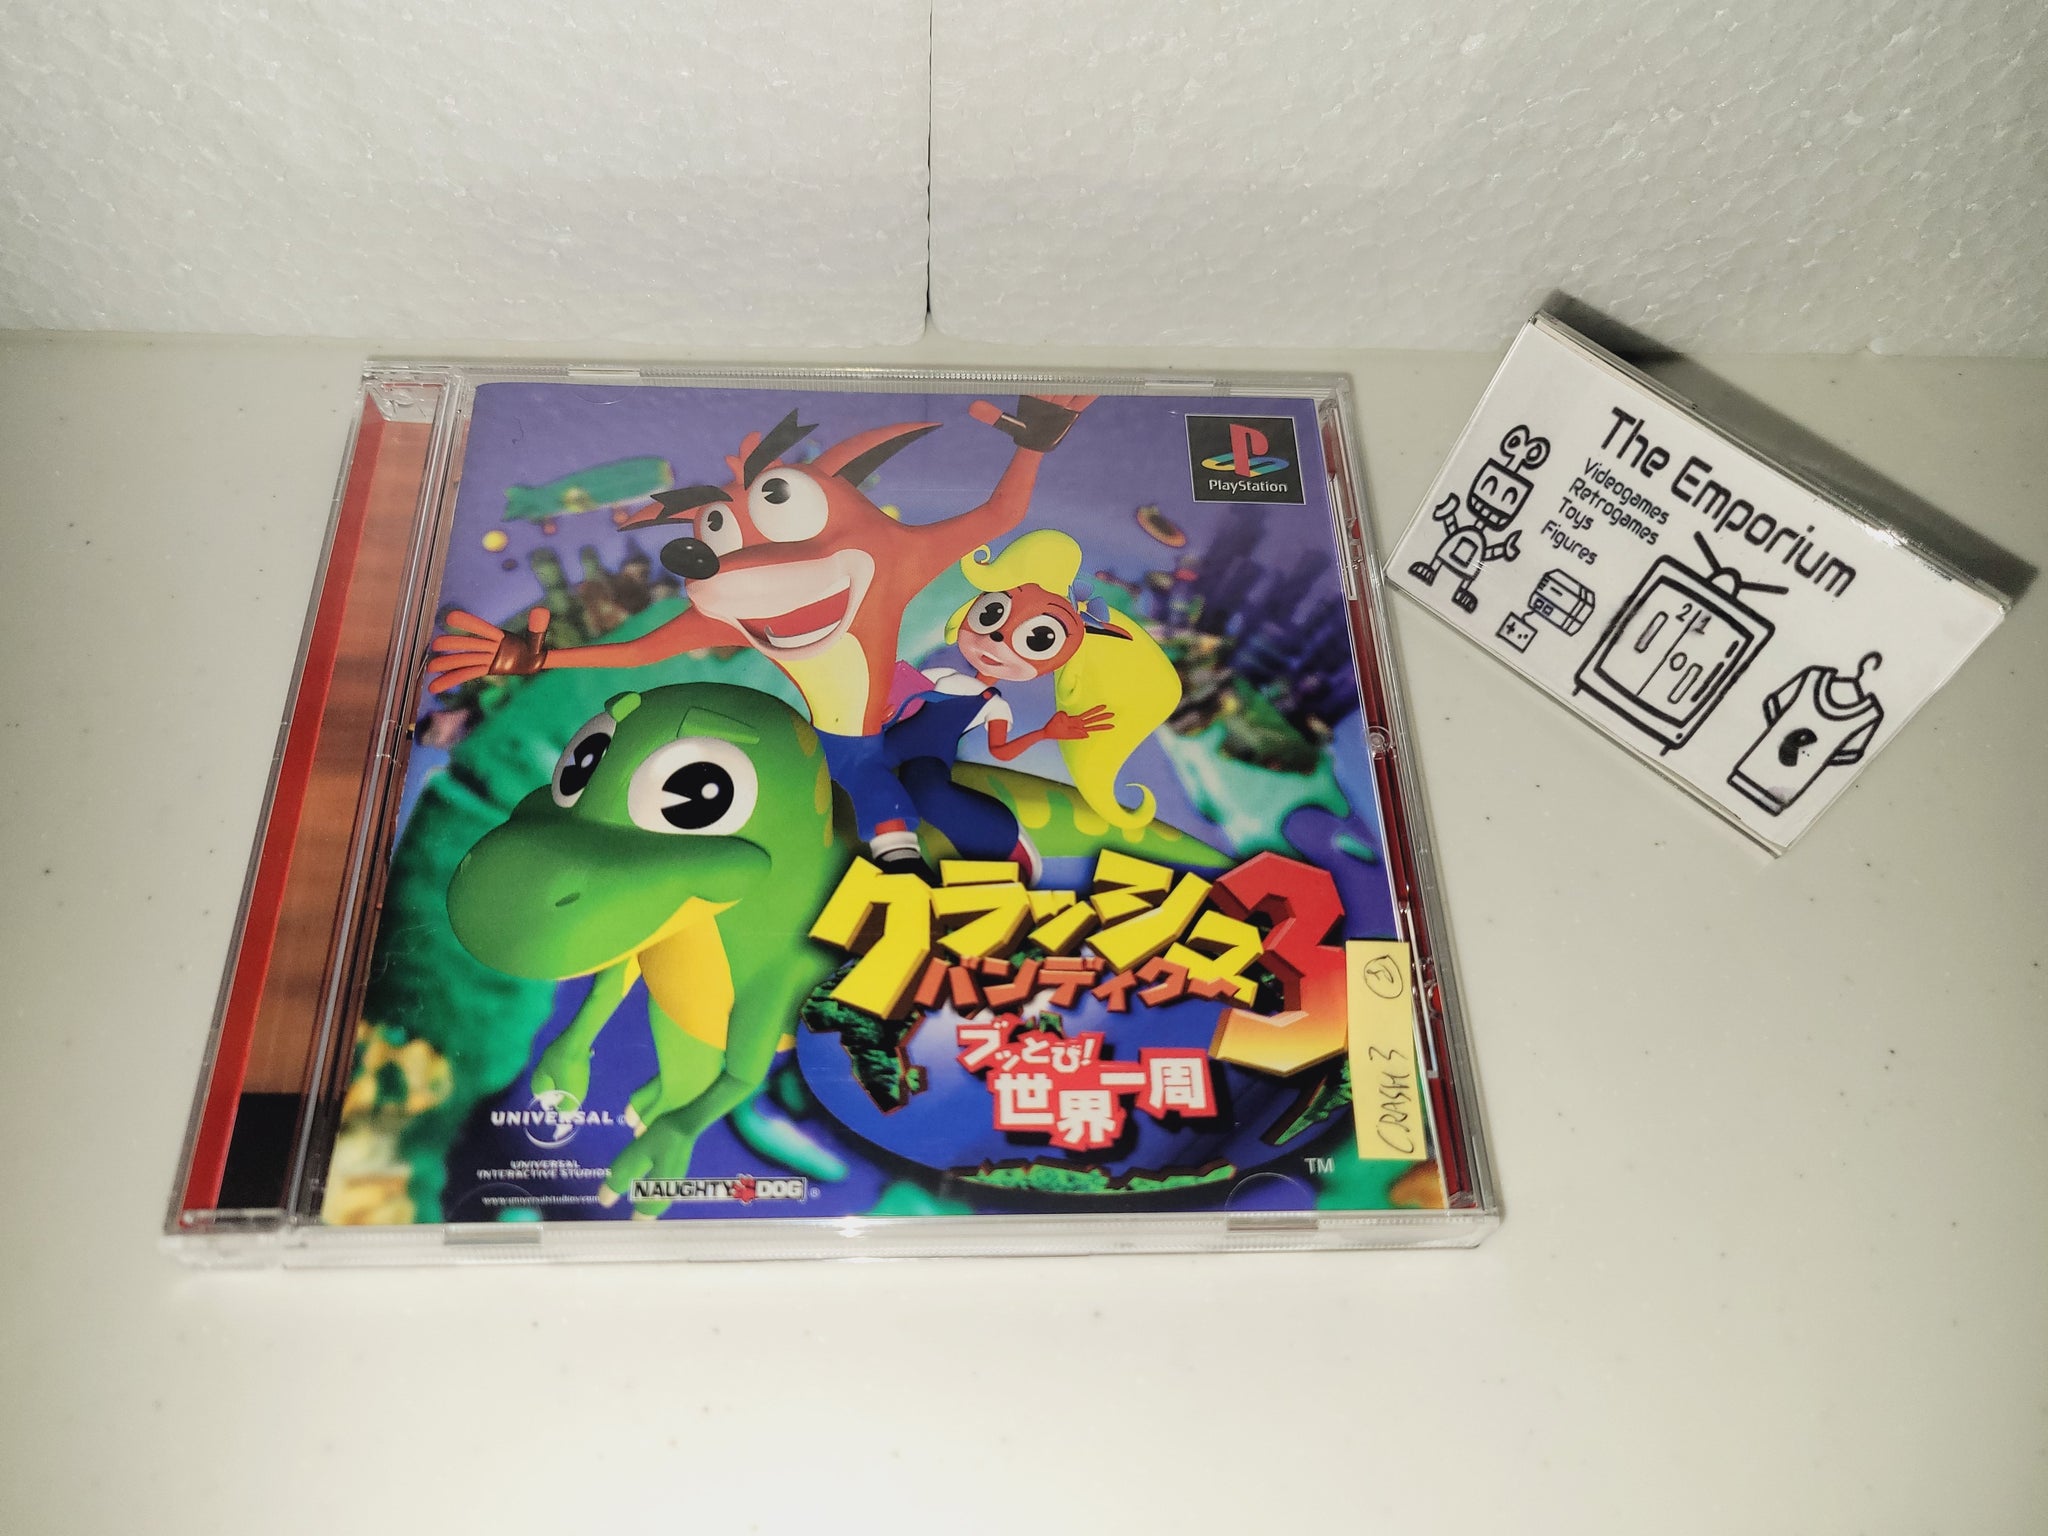 PlayStation
クラッシュ3
バンディクー
ブッとび!
世界一周
UNIVERSAL
UNIVERSAL
INTERACTIVE STUDIOS
www.universalstudios.com
NAUGHTY DOG
TM
CRASH 3
The Emporium
Videogames
Retrogames
Toys
Figures
2 1